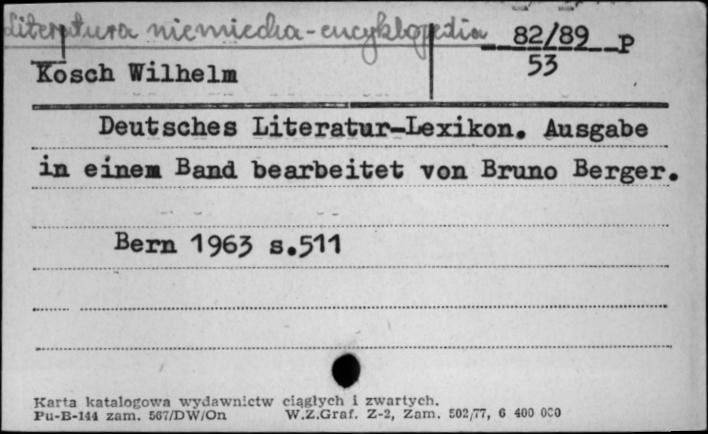 Literatura niemiecka-encyklopedia
82/89 P
53
Kosch Wilhelm
Deutsches Literatur-Lexikon. Ausgabe
in einem Band bearbeitet von Bruno Berger.
Bern 1963 s.511
Karta katalogowa wydawnictw ciągłych i zwartych.
Pu-B-144 zam. 567/DW/On W.Z.Graf. Z-2, Zam. 502/77, 6 400 000